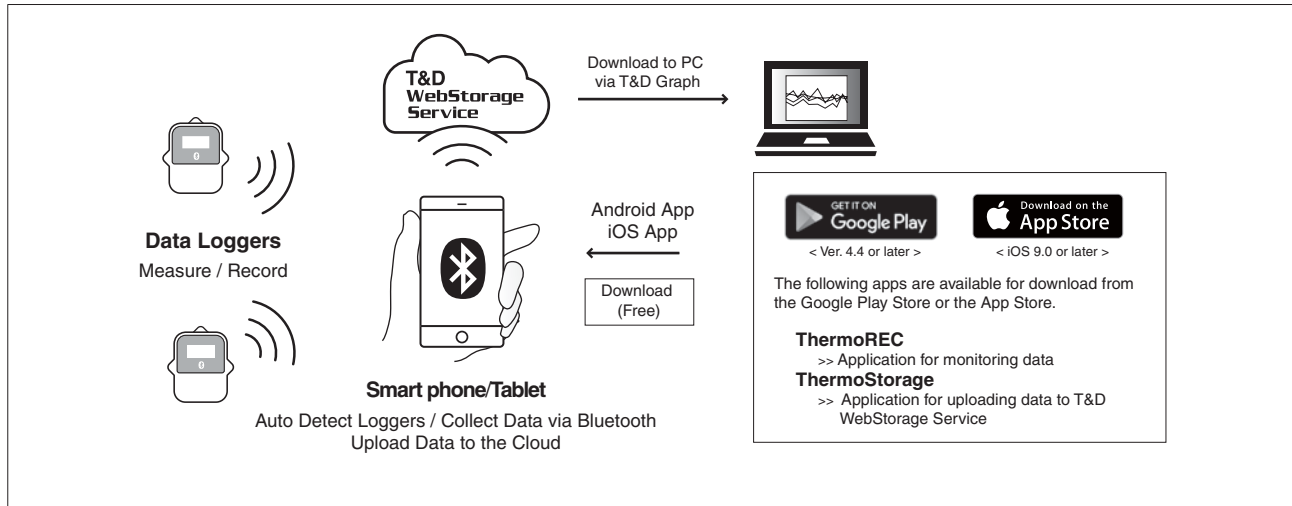 T&D
WebStorage
Service
Download to PC
via T&D Graph
Data Loggers
Measure / Record
Android App
iOS App
Download
(Free)
Smart phone/Tablet
Auto Detect Loggers / Collect Data via Bluetooth
Upload Data to the Cloud
GET IT ON
Google Play
< Ver. 4.4 or later >
Download on the
App Store
< iOS 9.0 or later >
The following apps are available for download from
the Google Play Store or the App Store.
ThermoREC
>> Application for monitoring data
ThermoStorage
>> Application for uploading data to T&D
WebStorage Service